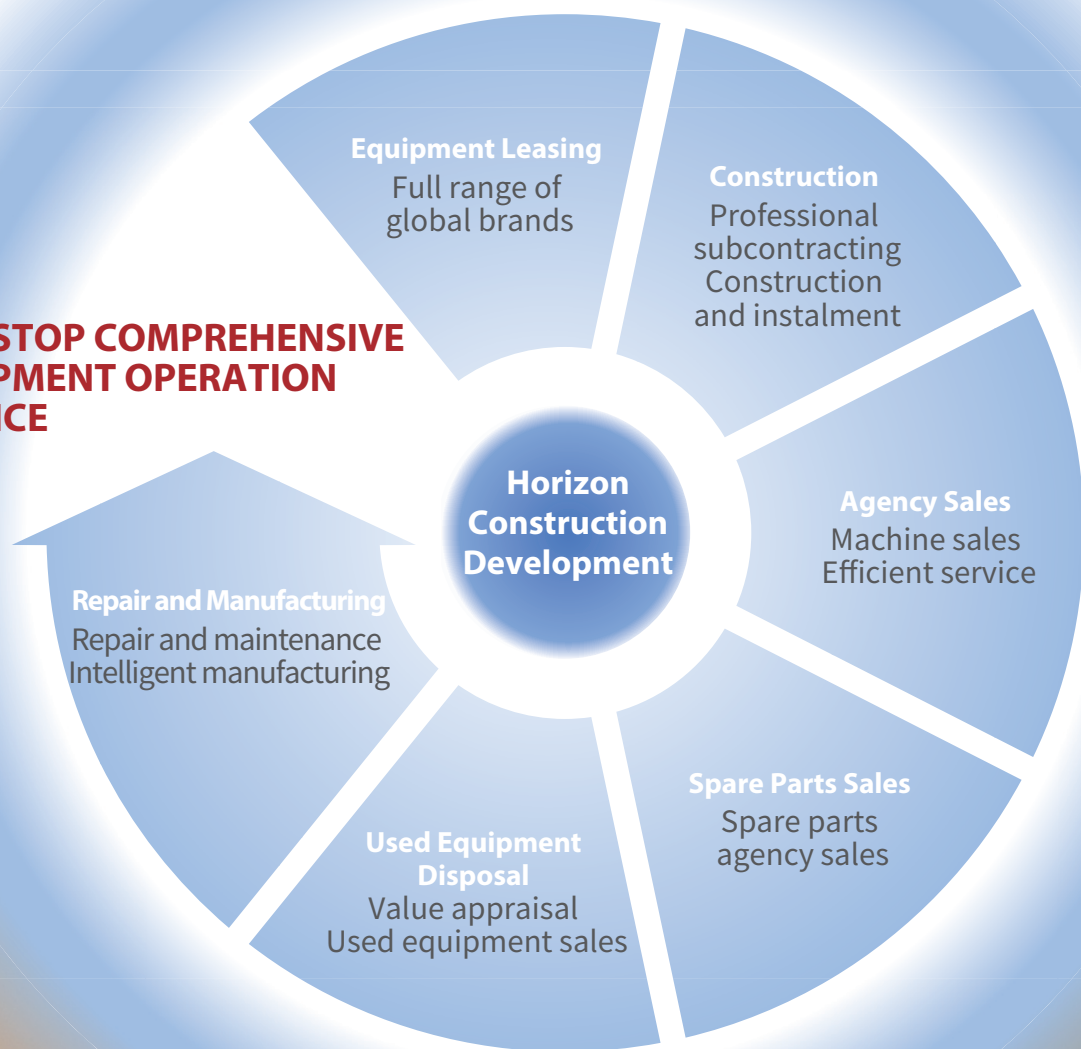 Equipment Leasing
Full range of
global brands
Construction
Professional
subcontracting
Construction
and instalment
STOP COMPREHENSIVE
PMENT OPERATION
ICE
Horizon
Construction
Development
Agency Sales
Machine sales
Efficient service
Repair and Manufacturing
Repair and maintenance
Intelligent manufacturing
Spare Parts Sales
Spare parts
agency sales
Used Equipment
Disposal
Value appraisal
Used equipment sales